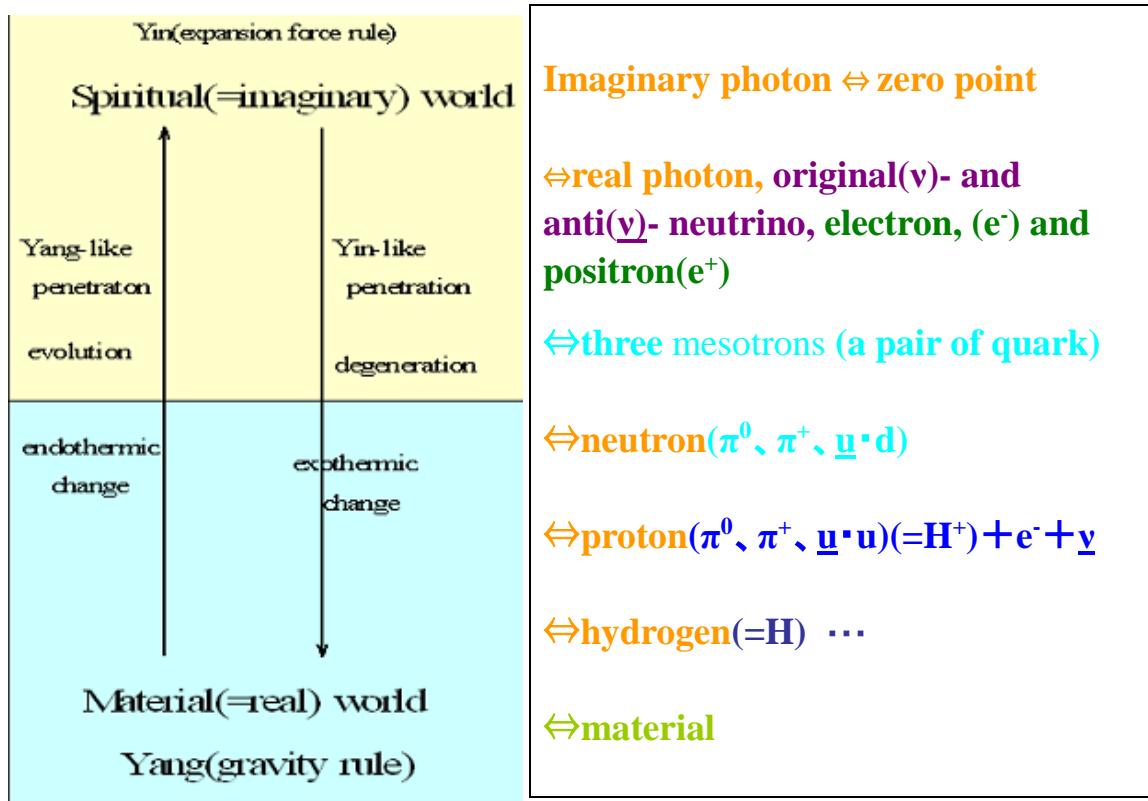 Yin(expansion force rule)
Spiritual(=imaginary) world
Yang-like
penetraton
Yin-like
penetration
evolution
degeneration
endothermic
change
exothermic
change
Material(=real) world
Yang(gravity rule)
Imaginary photon ⇔ zero point
⇔real photon, original(ν)- and
anti(ν)- neutrino, electron, (e⁻) and
positron(e⁺)
⇔three mesotrons (a pair of quark)
⇔neutron(π⁰、π⁺、u・d)
⇔proton(π⁰、π⁺、u・u)(=H⁺)＋e⁻＋ν
⇔hydrogen(=H) …
⇔material